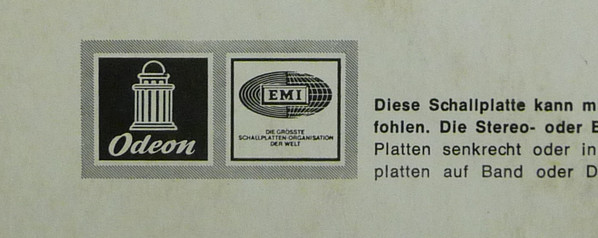 Odeon
EMI
DIE GRÖSSTE
SCHALLPLATTEN-ORGANISATION
DER WELT
Diese Schallplatte kann m
fohlen. Die Stereo- oder
Platten senkrecht oder in
platten auf Band oder D